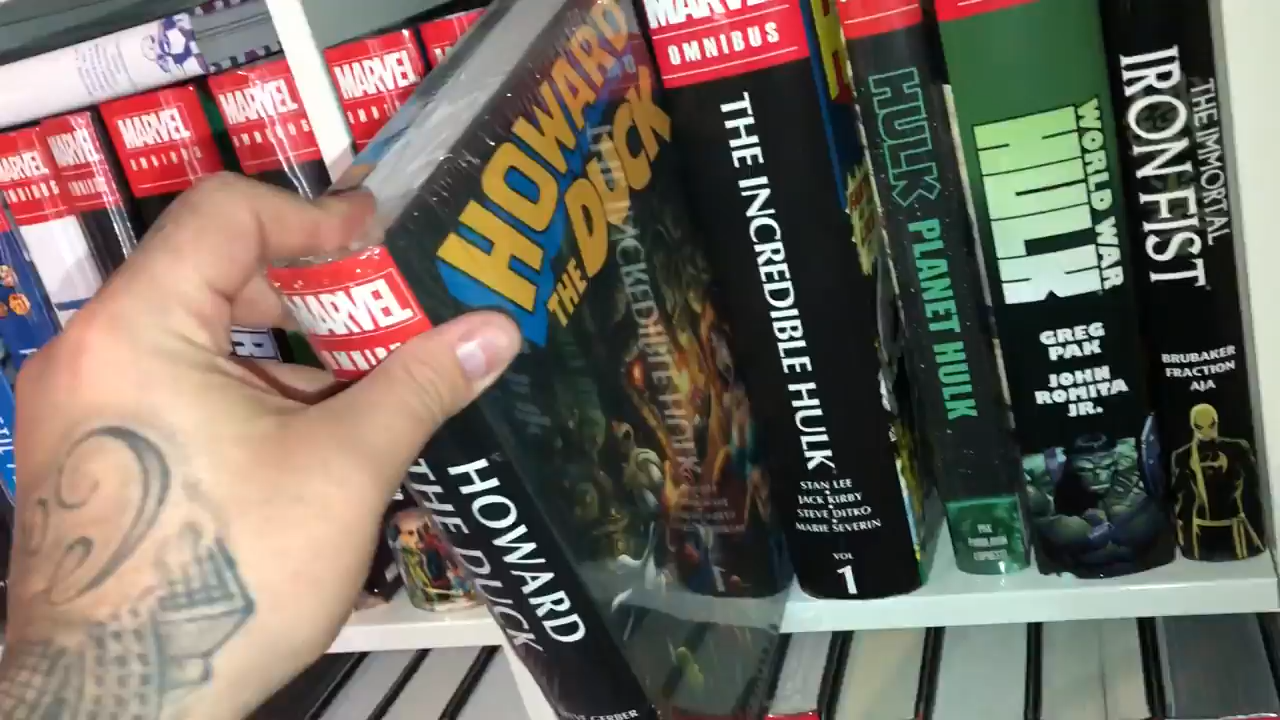 MARVEL
MARVEL
MARVEL
OMNIBUS
MARVEL
OMNIBUS
MARVEL
HOWARD
THE DUCK
MARVEL
HOWARD
THE DUCK
GERBER
MARVEL
OMNIBUS
THE INCREDIBLE HULK
STAN LEE
JACK KIRBY
STEVE DITKO
MARIE SEVERIN
VOL
1
HULK
PLANET HULK
WORLD WAR
HULK
GREG
PAK
JOHN
ROMITA
JR.
THE IMMORTAL
IRON FIST
BRUBAKER
FRACTION
AJA